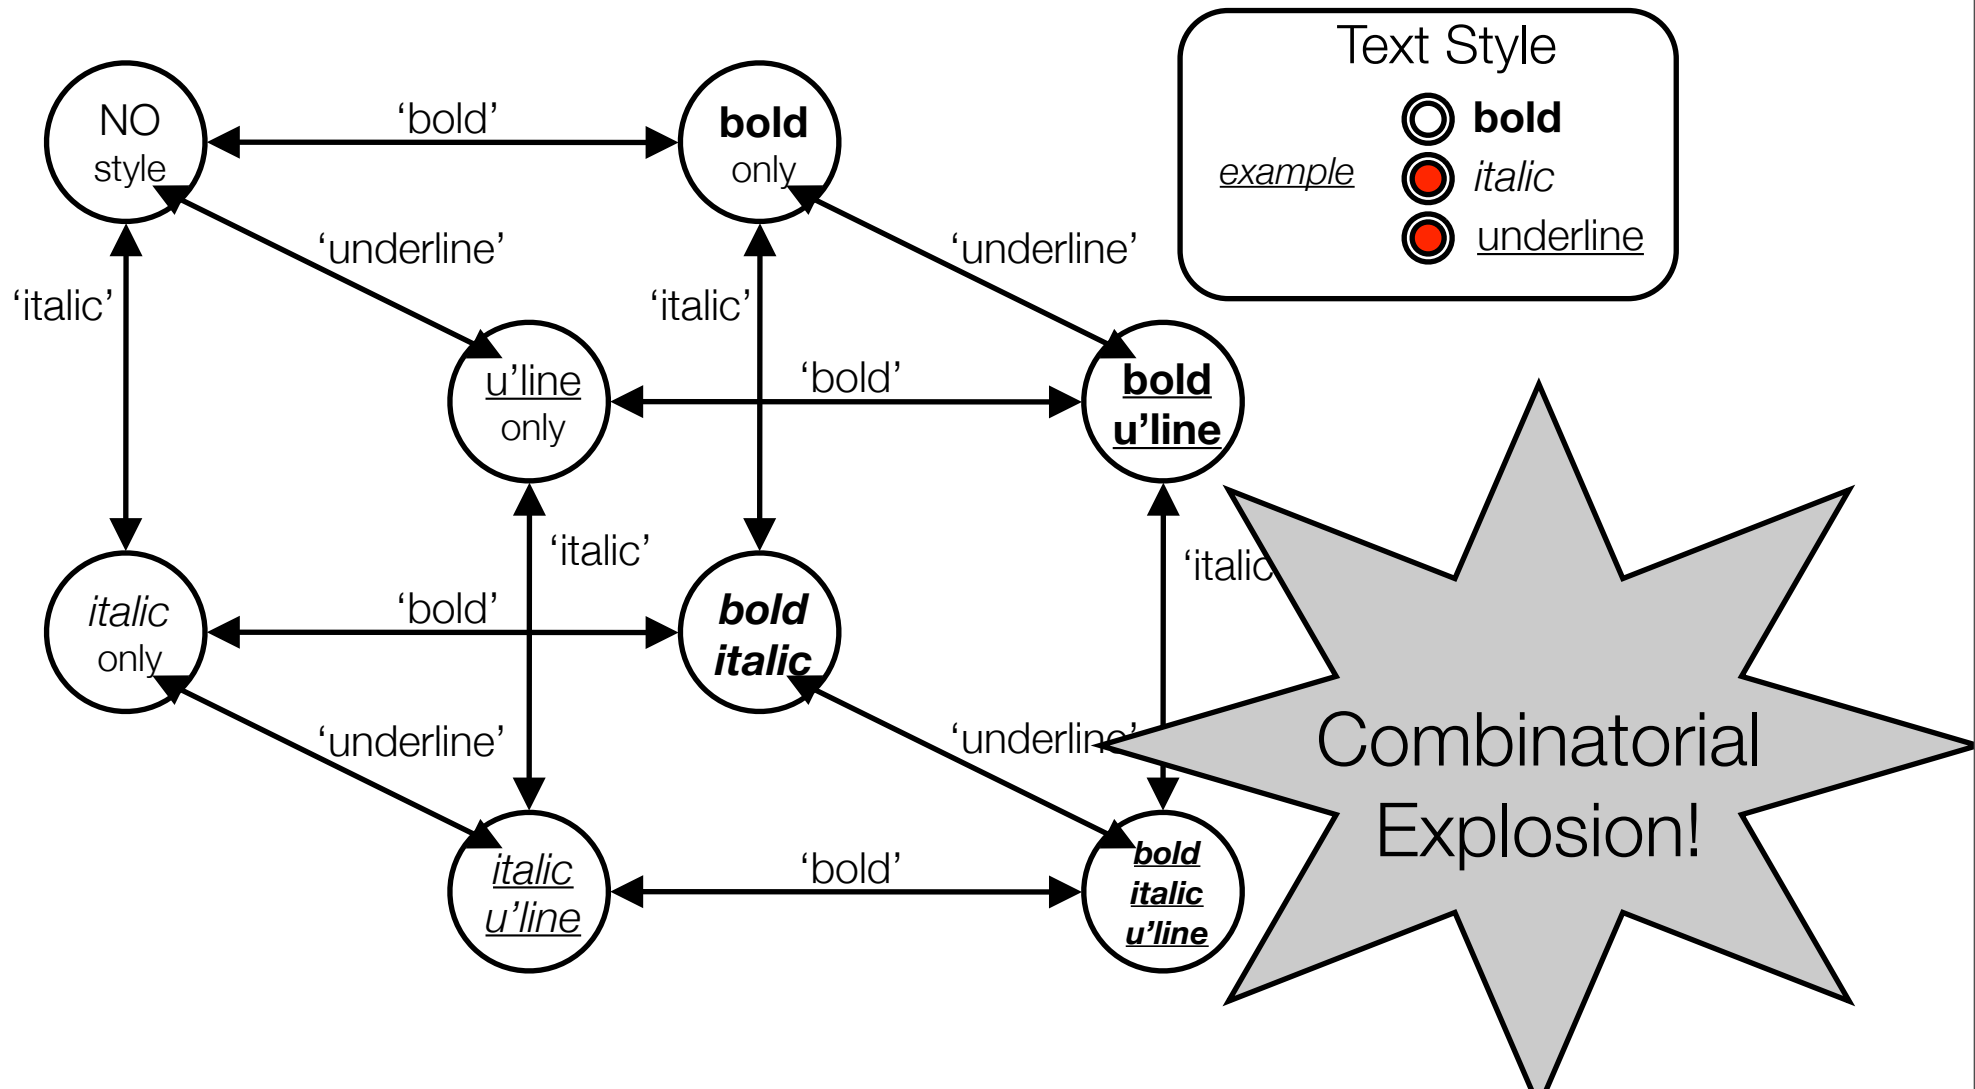 Text Style
bold
example
italic
underline
NO
style
‘bold’
bold
only
‘underline’
‘underline’
‘italic’
‘italic’
u’line
only
‘bold’
bold
u’line
‘italic’
‘italic
italic
only
‘bold’
bold
italic
‘underline’
‘underline’
Combinatorial
Explosion!
italic
u’line
‘bold’
bold
italic
u’line